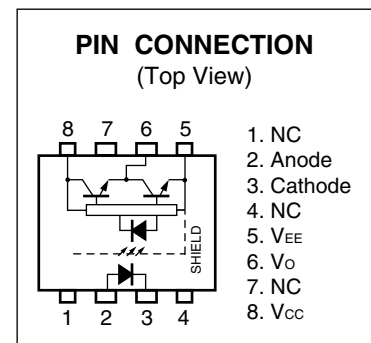 PIN CONNECTION
(Top View)
8 7 6 5
SHIELD
1 2 3 4
1. NC
2. Anode
3. Cathode
4. NC
5. VEE
6. VO
7. NC
8. VCC